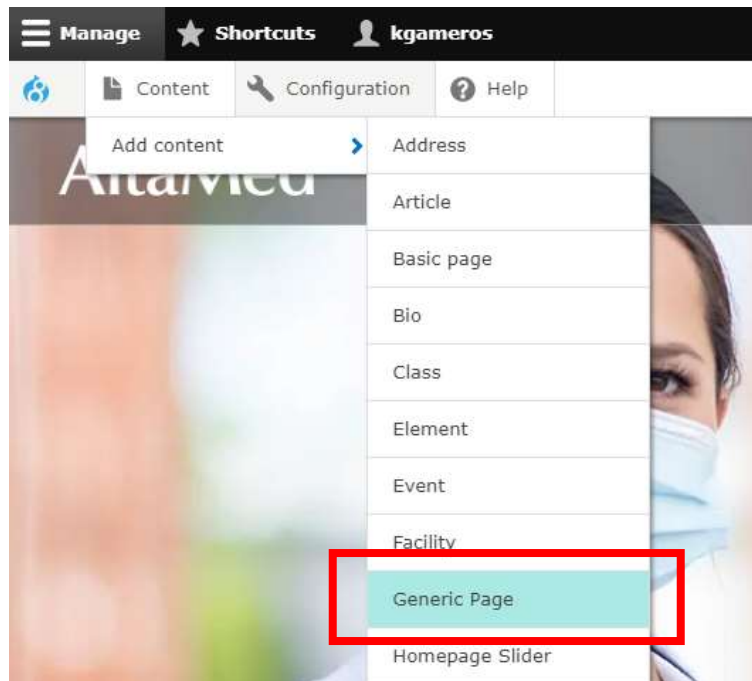 Manage Shortcuts kgameros
Content Configuration Help
Add content Address
AltaMed
Article
Basic page
Bio
Class
Element
Event
Facility
Generic Page
Homepage Slider